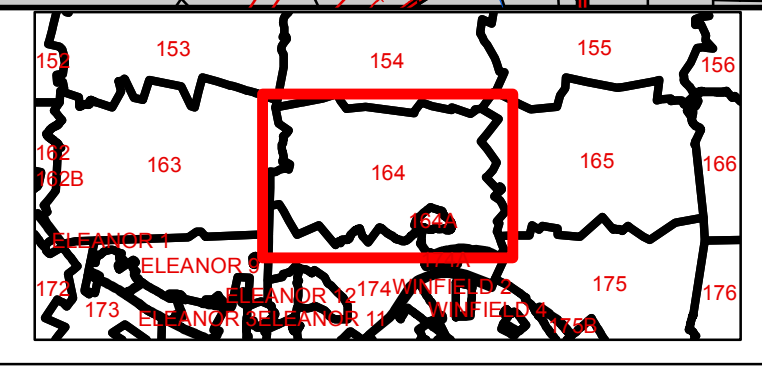 153
154
155
152
156
162
163
164
165
166
162B
164A
ELEANOR 1
ELEANOR 9
172
173
ELEANOR 12
174
WINFIELD 2
175
176
ELEANOR 3
ELEANOR 11
WINFIELD 4
175B